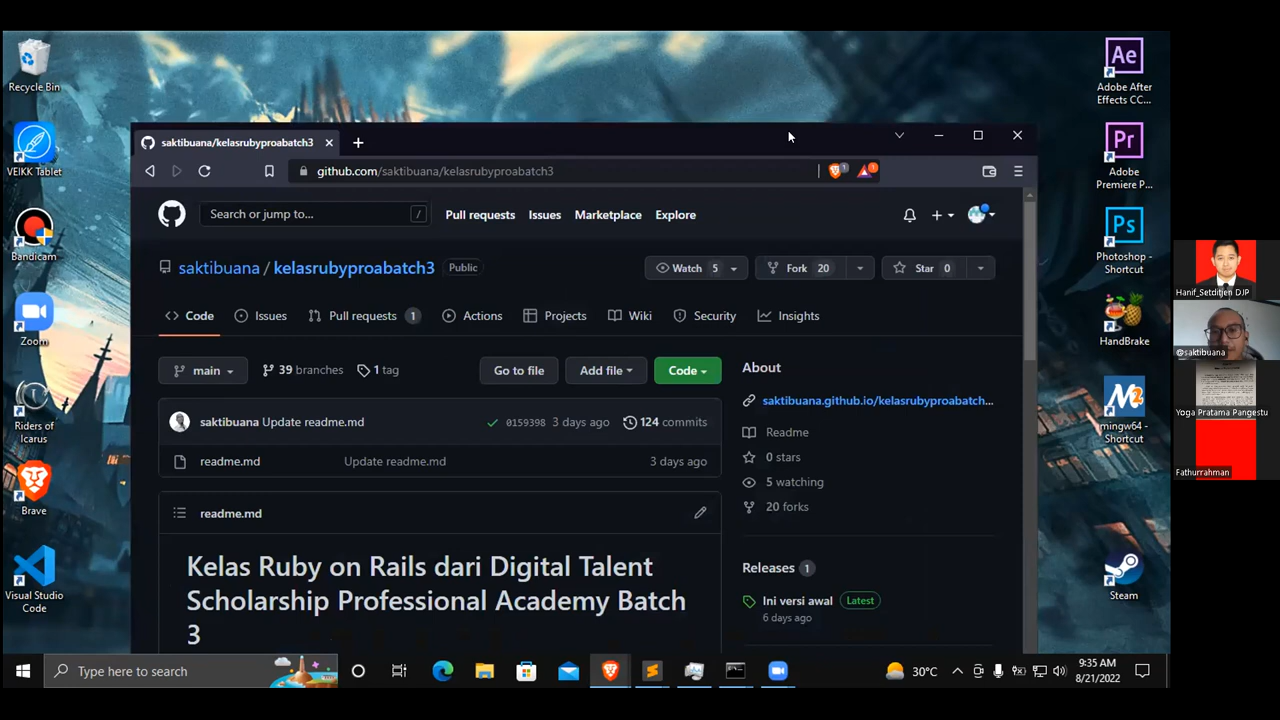 Recycle Bin
VEIKK Tablet
Bandicam
Zoom
Riders of
Icarus
Brave
Visual Studio
Code
Ae
Adobe After
Effects CC...
Pr
Adobe
Premiere P...
Ps
Photoshop -
Shortcut
HandBrake
mingw64 -
Shortcut
Steam
saktibuana/kelasrubyproabatch3
github.com/saktibuana/kelasrubyproabatch3
1
1
Search or jump to...
/
Pull requests
Issues
Marketplace
Explore
saktibuana / kelasrubyproabatch3
Public
Watch 5
Fork 20
Star 0
Code
Issues
Pull requests 1
Actions
Projects
Wiki
Security
Insights
main
39 branches
1 tag
Go to file
Add file
Code
saktibuana Update readme.md
0159398 3 days ago
124 commits
readme.md
Update readme.md
3 days ago
readme.md
Kelas Ruby on Rails dari Digital Talent
Scholarship Professional Academy Batch
3
About
saktibuana.github.io/kelasrubyproabatch...
Readme
0 stars
5 watching
20 forks
Releases 1
Ini versi awal
Latest
6 days ago
Hanif_Setditjen DJP
@saktibuana
Yoga Pratama Pangestu
Fathurrahman
Type here to search
30°C
9:35 AM
8/21/2022